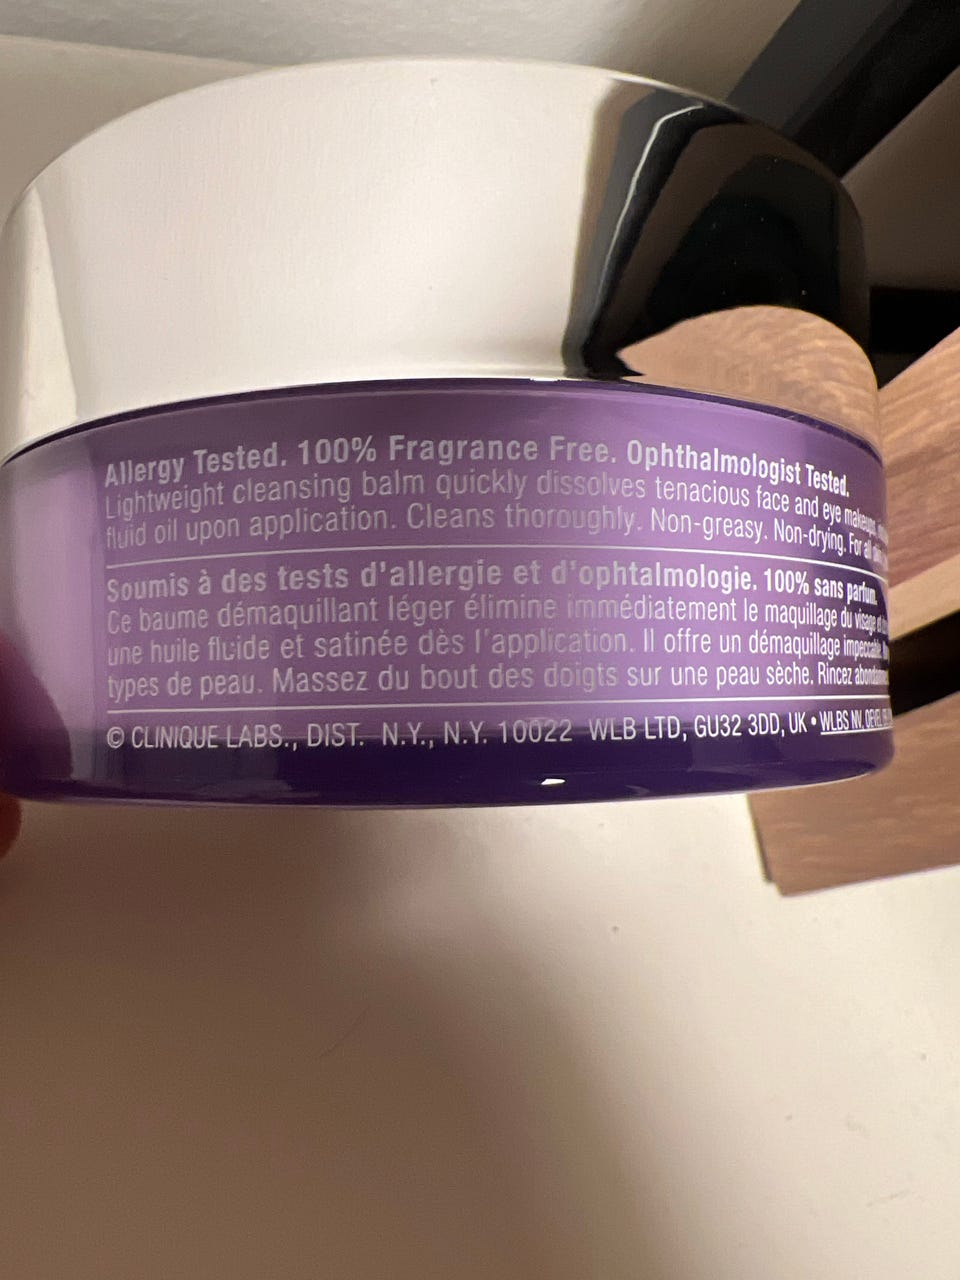 Allergy Tested. 100% Fragrance Free. Ophthalmologist Tested.
Lightweight cleansing balm quickly dissolves tenacious face and eye makeup,
fluid oil upon application. Cleans thoroughly. Non-greasy. Non-drying. For all
Soumis à des tests d'allergie et d'ophtalmologie. 100% sans parfum.
Ce baume démaquillant léger élimine immédiatement le maquillage du visage et
une huile fluide et satinée dès l'application. Il offre un démaquillage impeccable.
types de peau. Massez du bout des doigts sur une peau sèche. Rincez
© CLINIQUE LABS., DIST. N.Y., N.Y. 10022 WLB LTD, GU32 3DD, UK • WLBS NV, OEVEL